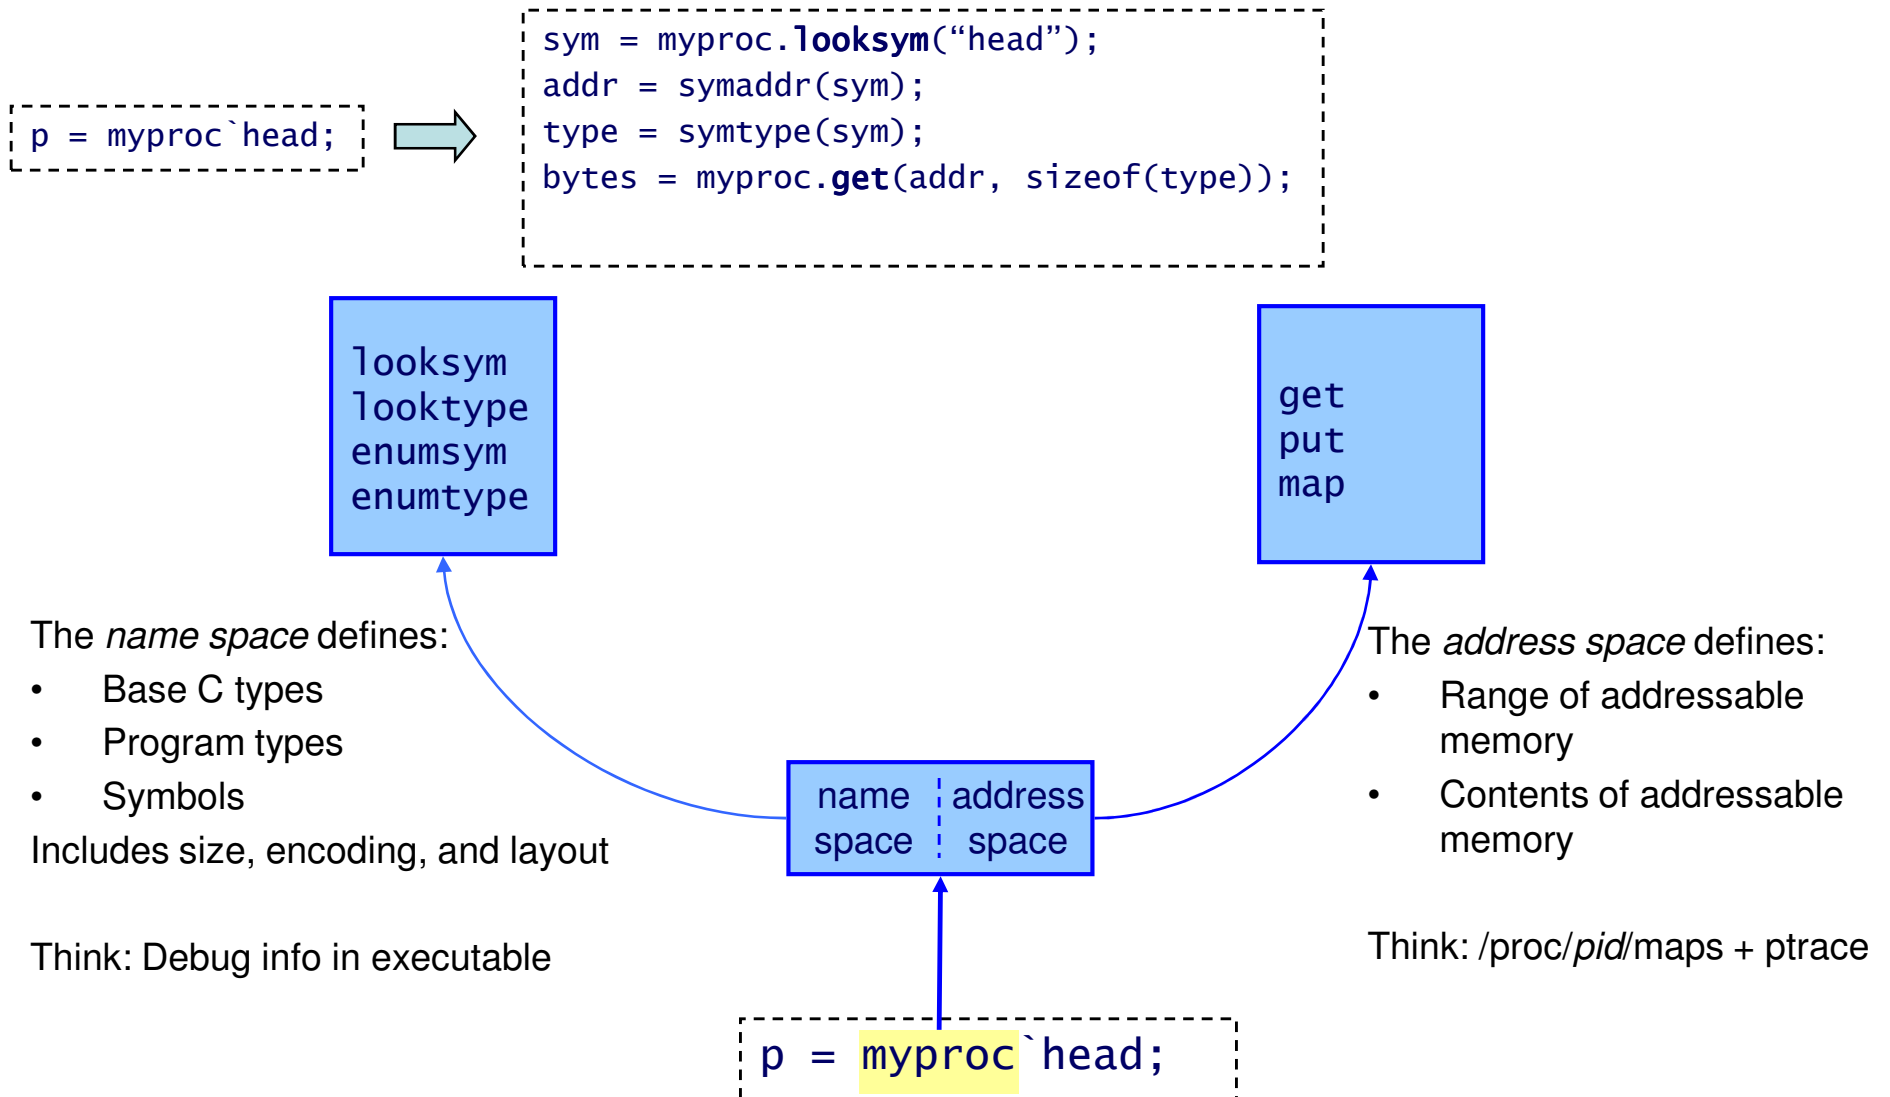 p = myproc`head;
sym = myproc.looksym(“head”);
addr = symaddr(sym);
type = symtype(sym);
bytes = myproc.get(addr, sizeof(type));
looksym
looktype
enumsym
enumtype
get
put
map
The name space defines:
• Base C types
• Program types
• Symbols
Includes size, encoding, and layout
Think: Debug info in executable
name
space
address
space
The address space defines:
• Range of addressable
memory
• Contents of addressable
memory
Think: /proc/pid/maps + ptrace
p = myproc`head;